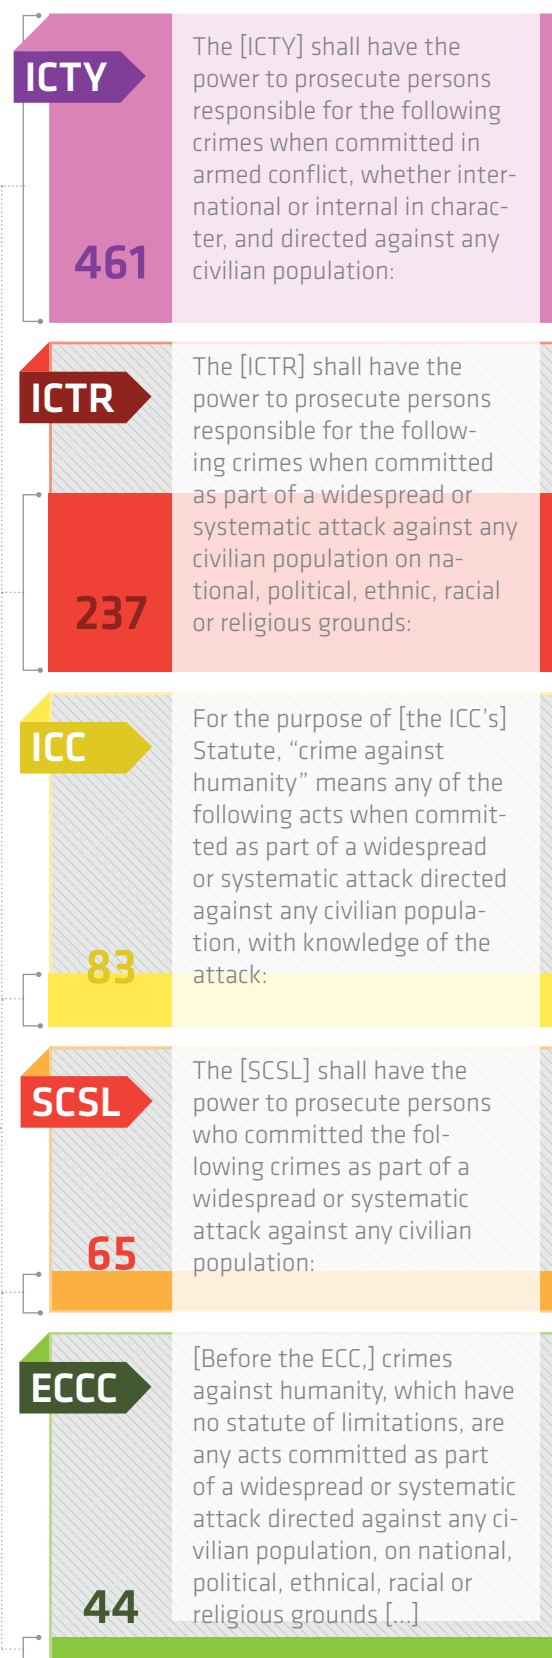 ICTY
The [ICTY] shall have the
power to prosecute persons
responsible for the following
crimes when committed in
armed conflict, whether inter-
national or internal in charac-
ter, and directed against any
civilian population:
461
ICTR
The [ICTR] shall have the
power to prosecute persons
responsible for the follow-
ing crimes when committed
as part of a widespread or
systematic attack against any
civilian population on na-
tional, political, ethnic, racial
or religious grounds:
237
ICC
For the purpose of [the ICC’s]
Statute, “crime against
humanity” means any of the
following acts when commit-
ted as part of a widespread
or systematic attack directed
against any civilian popula-
tion, with knowledge of the
attack:
83
SCSL
The [SCSL] shall have the
power to prosecute persons
who committed the fol-
lowing crimes as part of a
widespread or systematic
attack against any civilian
population:
65
ECCC
[Before the ECC,] crimes
against humanity, which have
no statute of limitations, are
any acts committed as part
of a widespread or systematic
attack directed against any ci-
vilian population, on national,
political, ethnical, racial or
religious grounds [...]
44